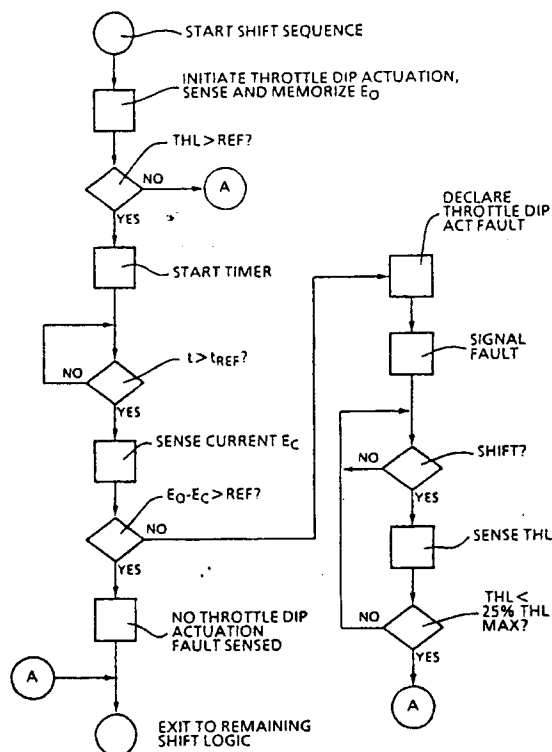 START SHIFT SEQUENCE
INITIATE THROTTLE DIP ACTUATION,
SENSE AND MEMORIZE E₀
THL>REF?
NO
A
YES
START TIMER
t>tREF?
NO
YES
SENSE CURRENT EC
EO-EC>REF?
NO
YES
NO THROTTLE DIP
ACTUATION
FAULT SENSED
A
EXIT TO REMAINING
SHIFT LOGIC
DECLARE
THROTTLE DIP
ACT FAULT
SIGNAL
FAULT
NO
SHIFT?
YES
SENSE THL
THL<
25% THL
MAX?
NO
YES
A